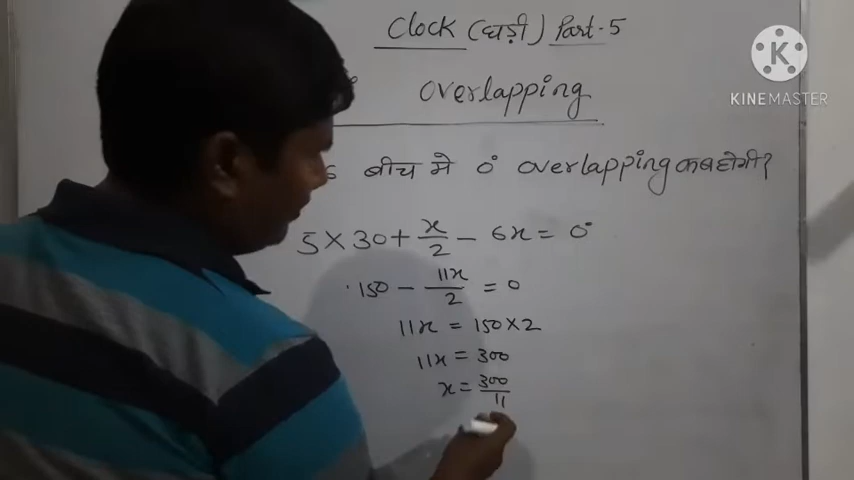 Clock (घड़ी) Part-5
KINEMASTER
overlapping
6 बीच मे 0° overlapping कब होगी?
5×30+x/2 - 6x = 0°
150 - 11x/2 = 0
11x = 150×2
11x = 300
x = 300/11